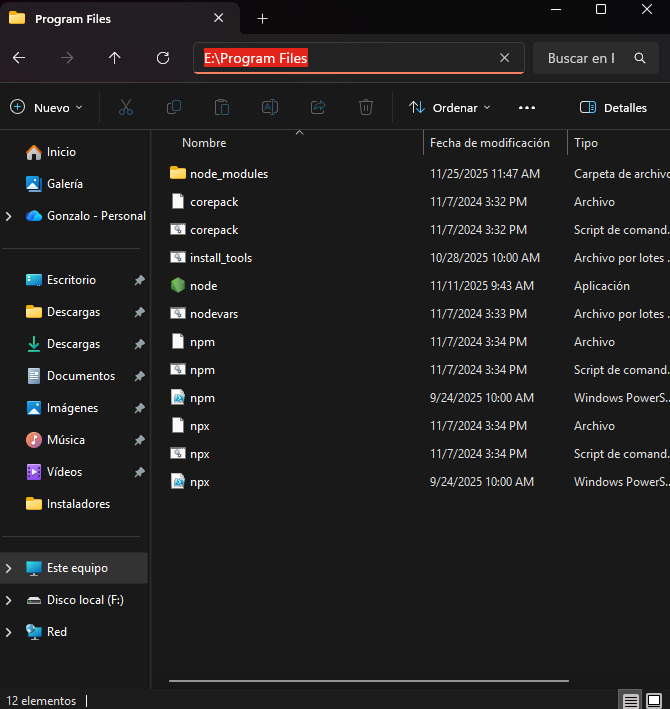 Program Files
E:\Program Files
Buscar en I
Nuevo
Ordenar
Detalles
Nombre
Fecha de modificación
Tipo
Inicio
Galería
Gonzalo - Personal
Escritorio
Descargas
Descargas
Documentos
Imágenes
Música
Vídeos
Instaladores
Este equipo
Disco local (F:)
Red
node_modules 11/25/2025 11:47 AM Carpeta de archivo
corepack 11/7/2024 3:32 PM Archivo
corepack 11/7/2024 3:32 PM Script de comand...
install_tools 10/28/2025 10:00 AM Archivo por lotes ...
node 11/11/2025 9:43 AM Aplicación
nodevars 11/7/2024 3:33 PM Archivo por lotes ...
npm 11/7/2024 3:34 PM Archivo
npm 11/7/2024 3:34 PM Script de comand...
npm 9/24/2025 10:00 AM Windows PowerS...
npx 11/7/2024 3:34 PM Archivo
npx 11/7/2024 3:34 PM Script de comand...
npx 9/24/2025 10:00 AM Windows PowerS...
12 elementos